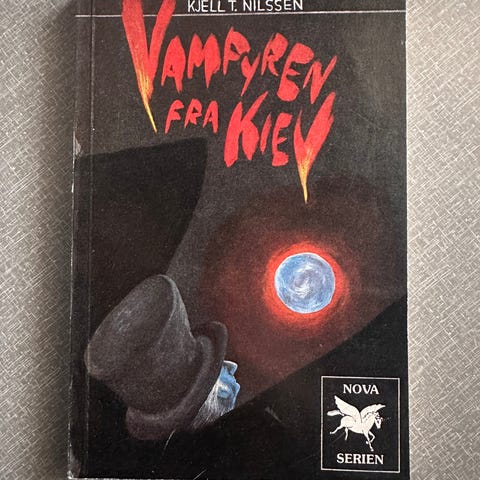 KJELL T. NILSSEN
VAMPYREN
FRA KIEV
NOVA
SERIEN